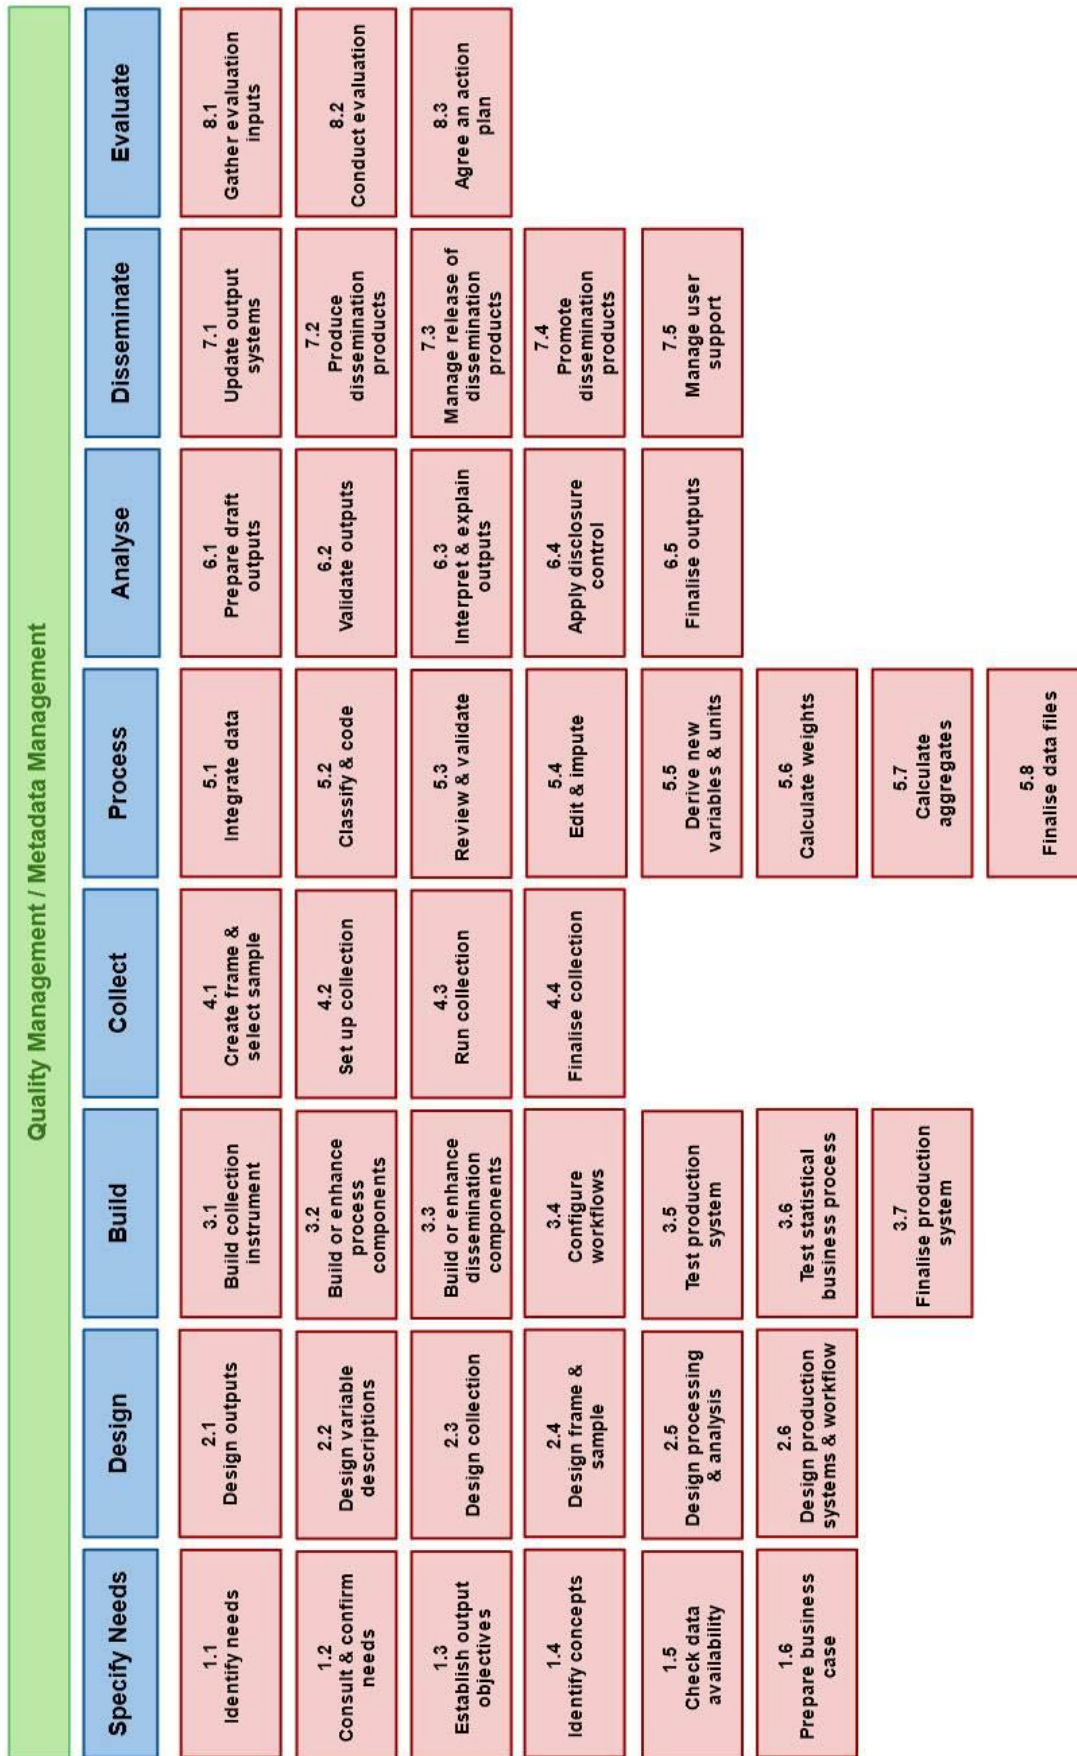 Quality Management / Metadata Management
Specify Needs
Design
Build
Collect
Process
Analyse
Disseminate
Evaluate
1.1
Identify needs
1.2
Consult & confirm
needs
1.3
Establish output
objectives
1.4
Identify concepts
1.5
Check data
availability
1.6
Prepare business
case
2.1
Design outputs
2.2
Design variable
descriptions
2.3
Design collection
2.4
Design frame &
sample
2.5
Design processing
& analysis
2.6
Design production
systems & workflow
3.1
Build collection
instrument
3.2
Build or enhance
process
components
3.3
Build or enhance
dissemination
components
3.4
Configure
workflows
3.5
Test production
system
3.6
Test statistical
business process
3.7
Finalise production
system
4.1
Create frame &
select sample
4.2
Set up collection
4.3
Run collection
4.4
Finalise collection
5.1
Integrate data
5.2
Classify & code
5.3
Review & validate
5.4
Edit & impute
5.5
Derive new
variables & units
5.6
Calculate weights
5.7
Calculate
aggregates
5.8
Finalise data files
6.1
Prepare draft
outputs
6.2
Validate outputs
6.3
Interpret & explain
outputs
6.4
Apply disclosure
control
6.5
Finalise outputs
7.1
Update output
systems
7.2
Produce
dissemination
products
7.3
Manage release of
dissemination
products
7.4
Promote
dissemination
products
7.5
Manage user
support
8.1
Gather evaluation
inputs
8.2
Conduct evaluation
8.3
Agree an action
plan